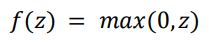 f(z) = max(0,z)